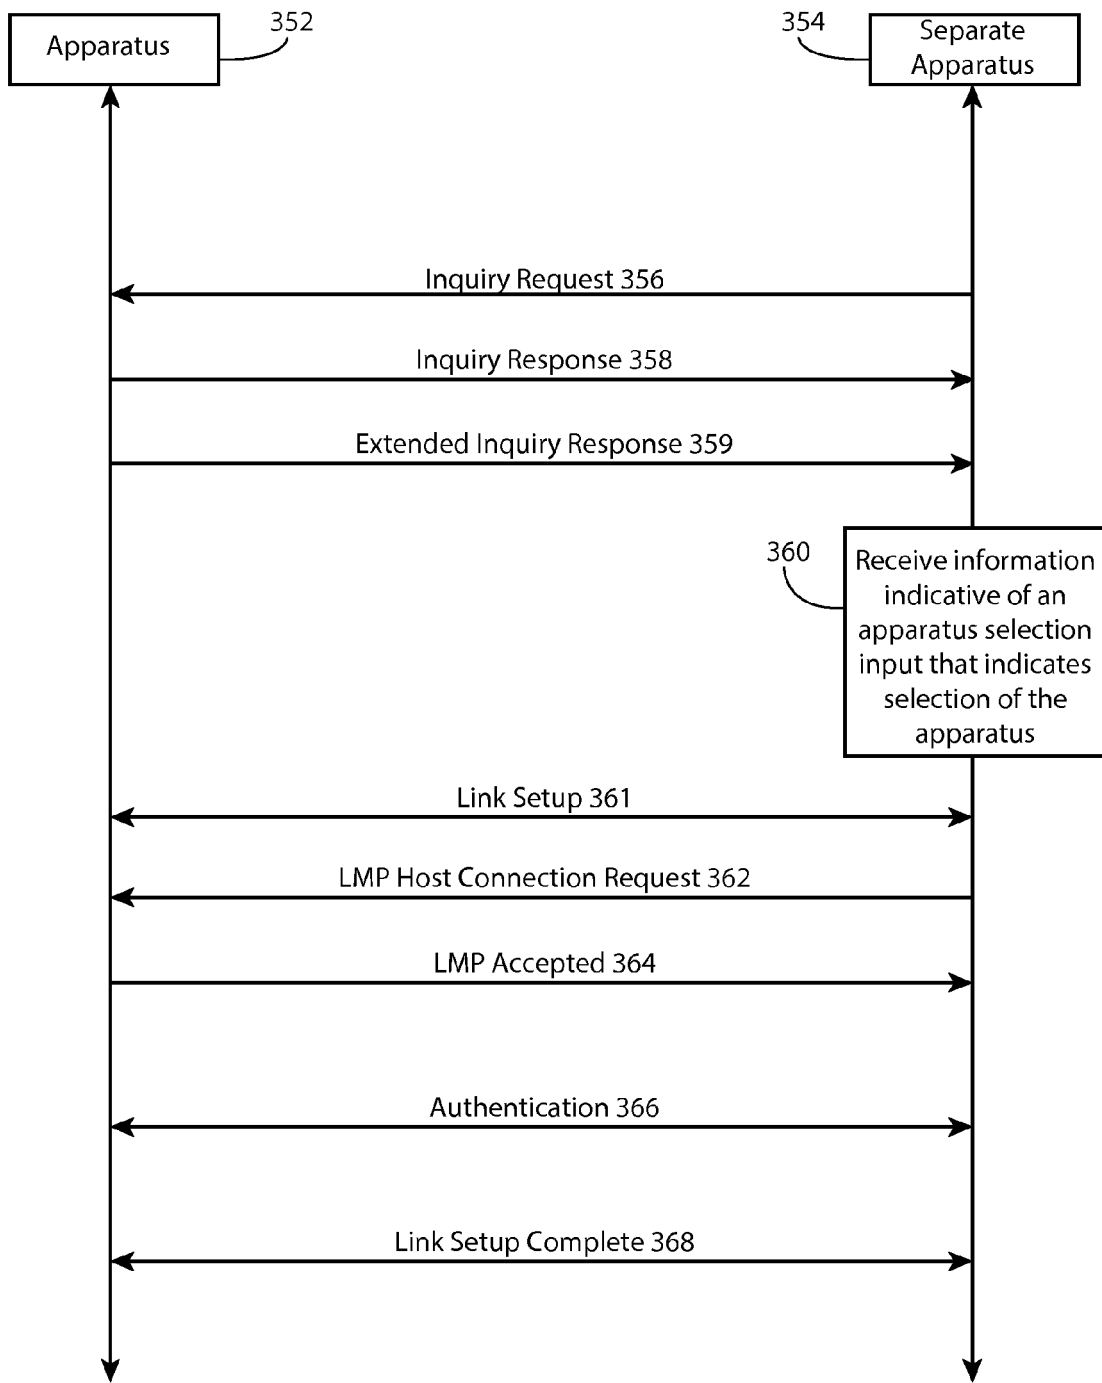 Apparatus
352
354
Separate
Apparatus
Inquiry Request 356
Inquiry Response 358
Extended Inquiry Response 359
360
Receive information
indicative of an
apparatus selection
input that indicates
selection of the
apparatus
Link Setup 361
LMP Host Connection Request 362
LMP Accepted 364
Authentication 366
Link Setup Complete 368